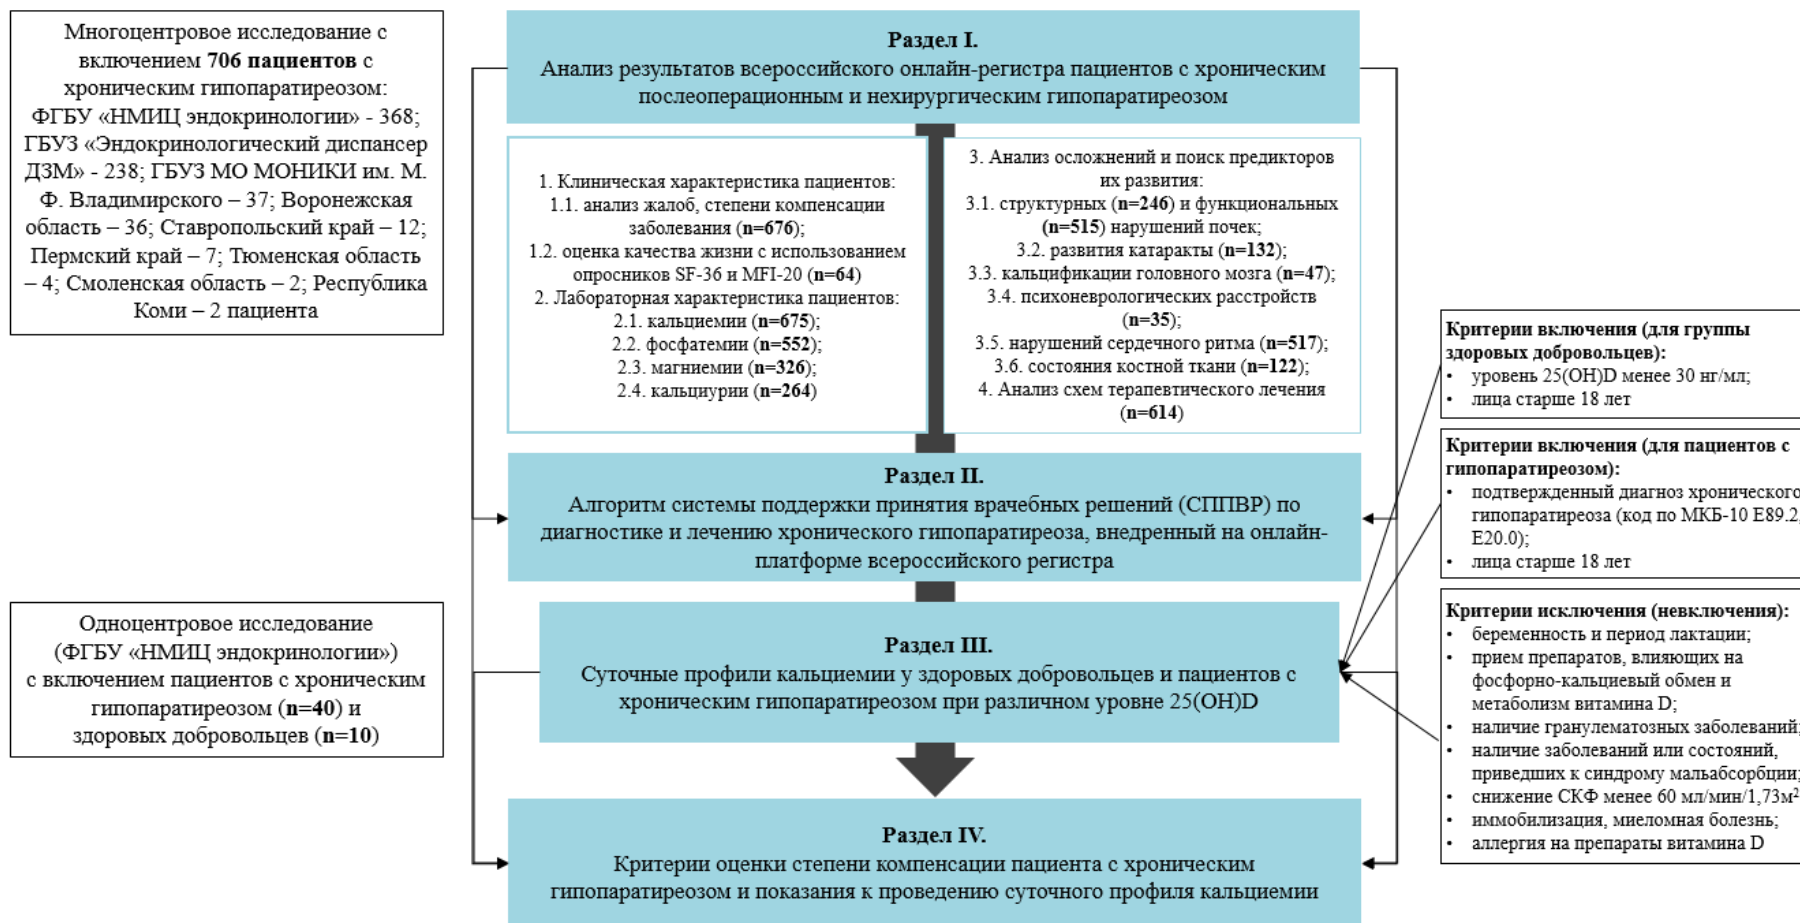 Многоцентровое исследование с
включением 706 пациентов с
хроническим гипопаратиреозом:
ФГБУ «НМИЦ эндокринологии» - 368;
ГБУЗ «Эндокринологический диспансер
ДЗМ» - 238; ГБУЗ МО МОНИКИ им. М.
Ф. Владимирского – 37; Воронежская
область – 36; Ставропольский край – 12;
Пермский край – 7; Тюменская область
– 4; Смоленская область – 2; Республика
Коми – 2 пациента
Раздел I.
Анализ результатов всероссийского онлайн-регистра пациентов с хроническим
послеоперационным и нехирургическим гипопаратиреозом
1. Клиническая характеристика пациентов:
1.1. анализ жалоб, степени компенсации
заболевания (n=676);
1.2. оценка качества жизни с использованием
опросников SF-36 и MFI-20 (n=64)
2. Лабораторная характеристика пациентов:
2.1. кальциемии (n=675);
2.2. фосфатемии (n=552);
2.3. магниемии (n=326);
2.4. кальциурии (n=264)
3. Анализ осложнений и поиск предикторов
их развития:
3.1. структурных (n=246) и функциональных
(n=515) нарушений почек;
3.2. развития катаракты (n=132);
3.3. кальцификации головного мозга (n=47);
3.4. психоневрологических расстройств
(n=35);
3.5. нарушений сердечного ритма (n=517);
3.6. состояния костной ткани (n=122);
4. Анализ схем терапевтического лечения
(n=614)
Раздел II.
Алгоритм системы поддержки принятия врачебных решений (СППВР) по
диагностике и лечению хронического гипопаратиреоза, внедренный на онлайн-
платформе всероссийского регистра
Одноцентровое исследование
(ФГБУ «НМИЦ эндокринологии»)
с включением пациентов с хроническим
гипопаратиреозом (n=40) и
здоровых добровольцев (n=10)
Раздел III.
Суточные профили кальциемии у здоровых добровольцев и пациентов с
хроническим гипопаратиреозом при различном уровне 25(OH)D
Раздел IV.
Критерии оценки степени компенсации пациента с хроническим
гипопаратиреозом и показания к проведению суточного профиля кальциемии
Критерии включения (для группы
здоровых добровольцев):
• уровень 25(OH)D менее 30 нг/мл;
• лица старше 18 лет
Критерии включения (для пациентов с
гипопаратиреозом):
• подтвержденный диагноз хронического
гипопаратиреоза (код по МКБ-10 E89.2,
E20.0);
• лица старше 18 лет
Критерии исключения (невключения):
• беременность и период лактации;
• прием препаратов, влияющих на
фосфорно-кальциевый обмен и
метаболизм витамина D;
• наличие гранулематозных заболеваний;
• наличие заболеваний или состояний,
приведших к синдрому мальабсорбции;
• снижение СКФ менее 60 мл/мин/1,73м²
• иммобилизация, миеломная болезнь;
• аллергия на препараты витамина D